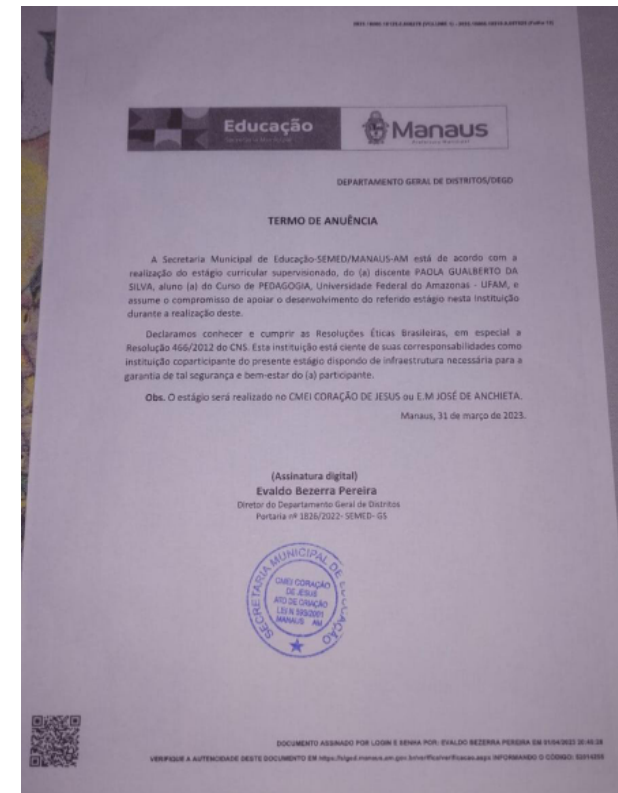 Educação
Manaus
Prefeitura Municipal
DEPARTAMENTO GERAL DE DISTRITOS/DEGD
TERMO DE ANUÊNCIA
A Secretaria Municipal de Educação-SEMED/MANAUS-AM está de acordo com a
realização do estágio curricular supervisionado, do (a) discente PAOLA GUALBERTO DA
SILVA, aluno (a) do Curso de PEDAGOGIA, Universidade Federal do Amazonas - UFAM, e
assume o compromisso de apoiar o desenvolvimento do referido estágio nesta Instituição
durante a realização deste.
Declaramos conhecer e cumprir as Resoluções Éticas Brasileiras, em especial a
Resolução 466/2012 do CNS. Esta instituição está ciente de suas corresponsabilidades como
instituição coparticipante do presente estágio dispondo de infraestrutura necessária para a
garantia de tal segurança e bem-estar do (a) participante.
Obs. O estágio será realizado no CMEI CORAÇÃO DE JESUS ou E.M JOSÉ DE ANCHIETA.
Manaus, 31 de março de 2023.
(Assinatura digital)
Evaldo Bezerra Pereira
Diretor do Departamento Geral de Distritos
Portaria nº 1826/2022- SEMED- GS
SECRETARIA MUNICIPAL DE EDUCAÇÃO
CMEI CORAÇÃO
DE JESUS
ATO DE CRIAÇÃO
LEI N
MANAUS AM
DOCUMENTO ASSINADO POR LOGIN E SENHA POR: EVALDO BEZERRA PEREIRA EM
VERIFIQUE A AUTENCIDADE DESTE DOCUMENTO EM INFORMANDO O CÓDIGO: